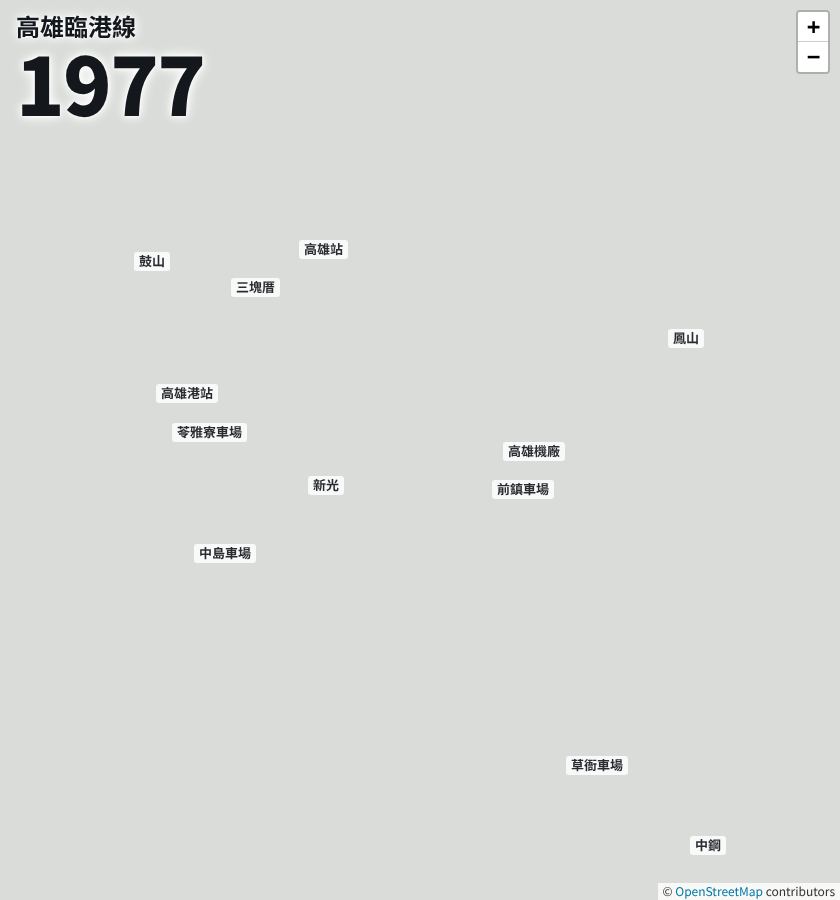 高雄臨港線
1977
+
−
高雄站
鼓山
三塊厝
鳳山
高雄港站
苓雅寮車場
高雄機廠
新光
前鎮車場
中島車場
草衙車場
中鋼
© OpenStreetMap contributors